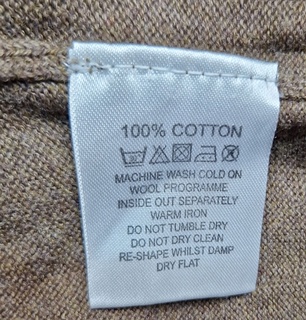 100% COTTON
MACHINE WASH COLD ON
WOOL PROGRAMME
INSIDE OUT SEPARATELY
WARM IRON
DO NOT TUMBLE DRY
DO NOT DRY CLEAN
RE-SHAPE WHILST DAMP
DRY FLAT